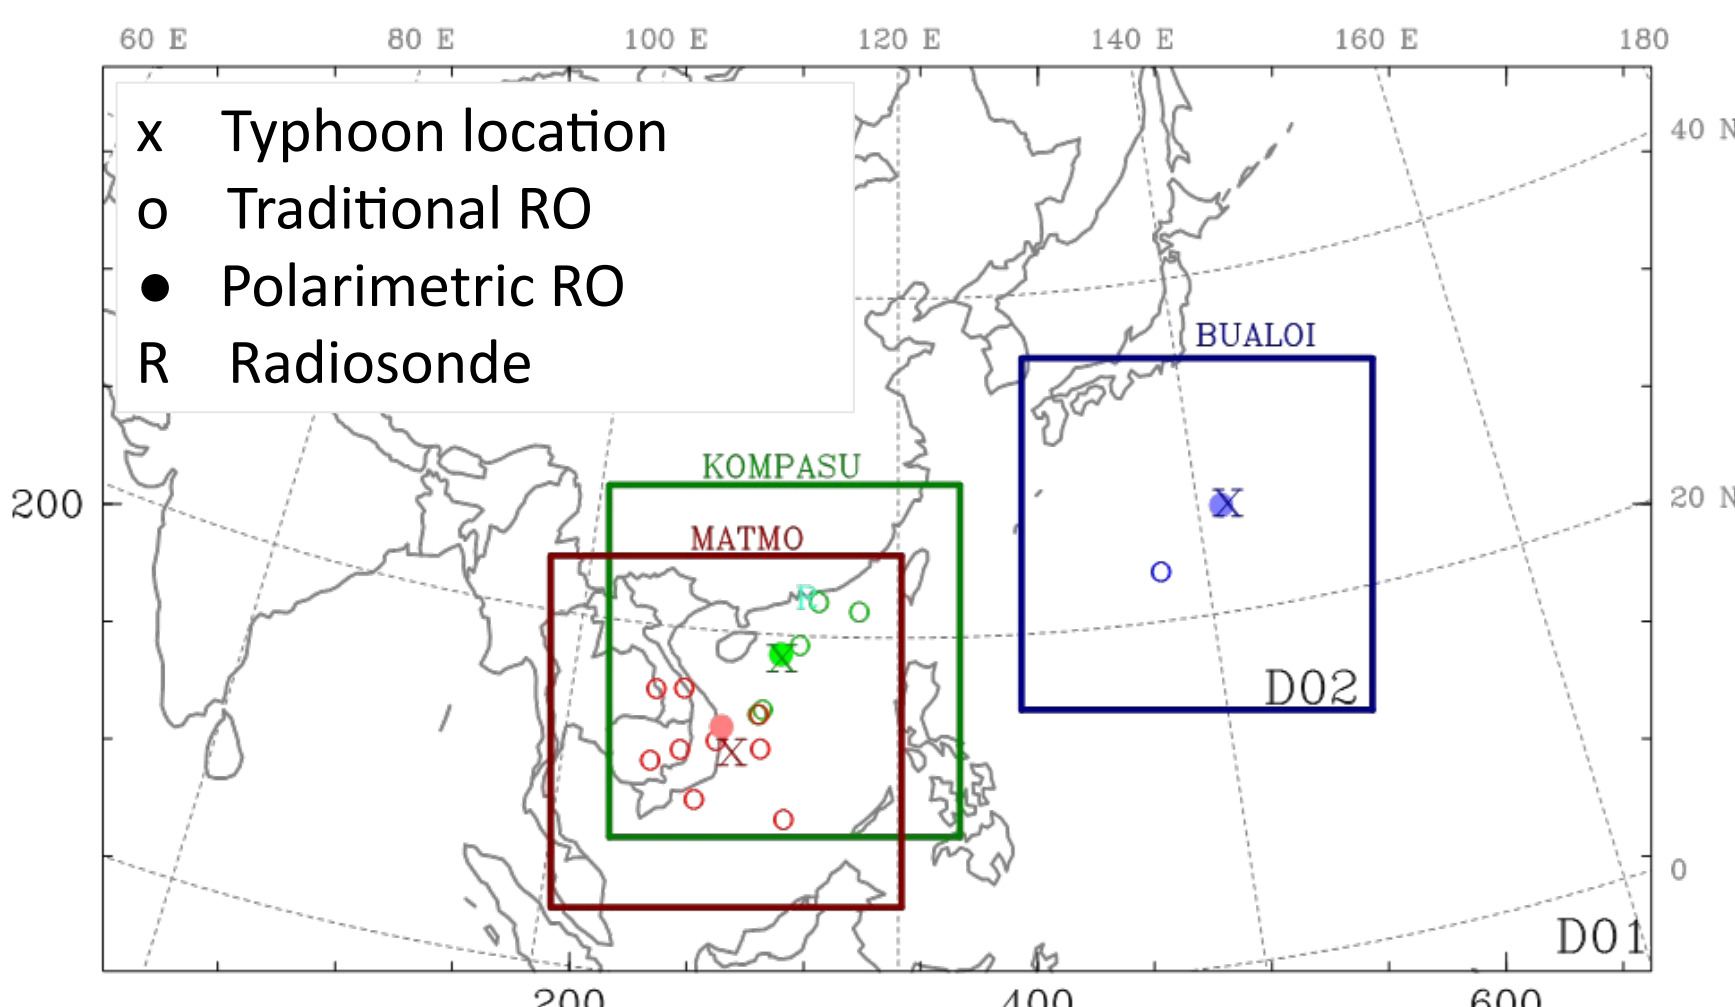 60 E 80 E 100 E 120 E 140 E 160 E 180
x Typhoon location
40 N
o Traditional RO
● Polarimetric RO
BUALOI
R Radiosonde
KOMPASU
200
X
20 N
MATMO
R
X
D02
X
0
D01
200 400 600